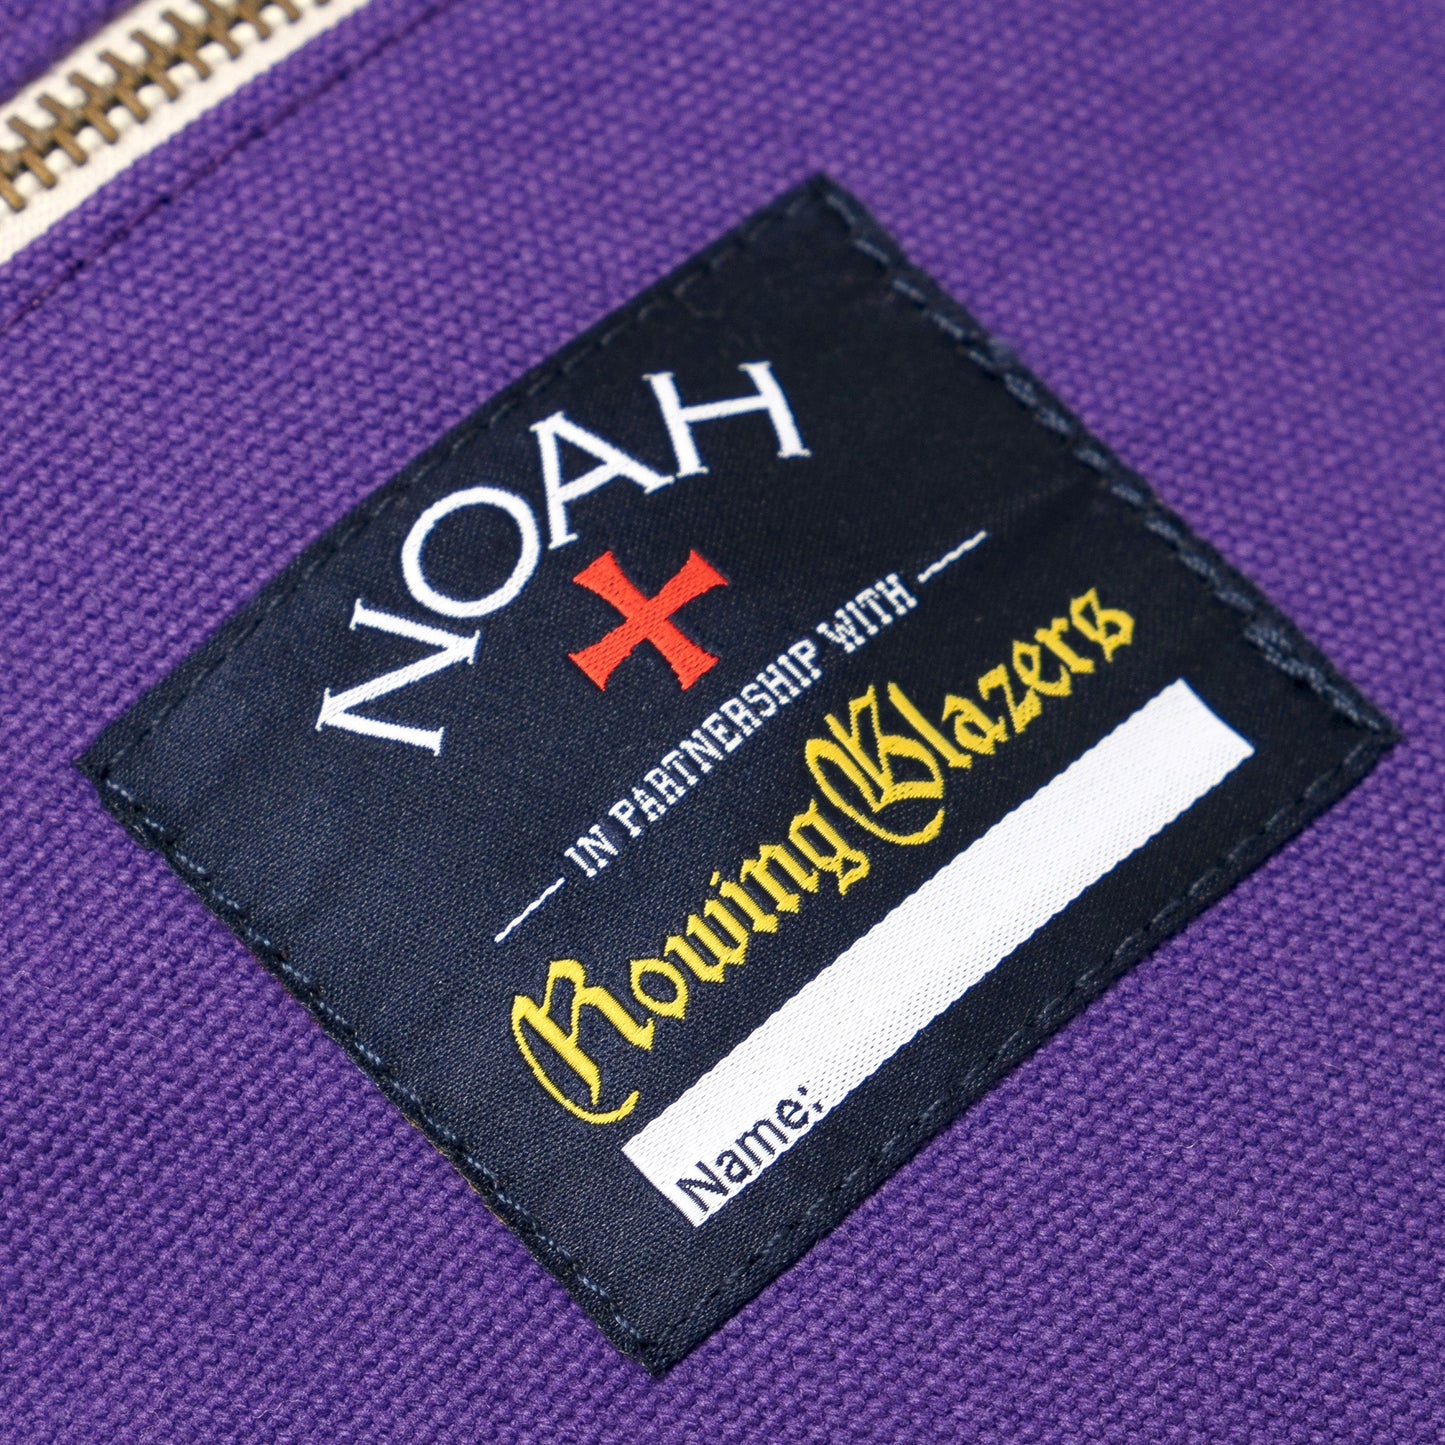 NOAH
IN PARTNERSHIP WITH
Rowing Blazers
Name: